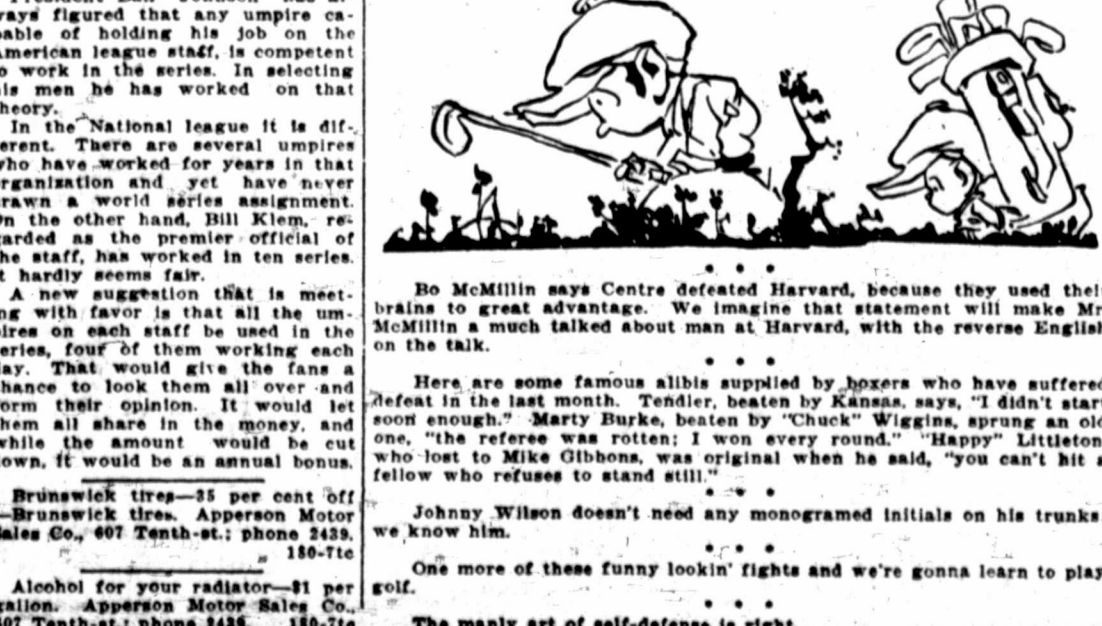 President Ban Johnson has al-
ways figured that any umpire ca-
pable of holding his job on the
American league staff, is competent
to work in the series. In selecting
his men he has worked on that
theory.
In the National league it is dif-
ferent. There are several umpires
who have worked for years in that
organization and yet have never
drawn a world series assignment.
On the other hand, Bill Klem, re-
garded as the premier official of
the staff, has worked in ten series.
It hardly seems fair.
A new suggestion that is meet-
ing with favor is that all the um-
pires on each staff be used in the
series, four of them working each
day. That would give the fans a
chance to look them all over and
form their opinion. It would let
them all share in the money, and
while the amount would be cut
down, it would be an annual bonus.
Brunswick tires—35 per cent off
—Brunswick tires. Apperson Motor
Sales Co., 607 Tenth-st.; phone 2439.
180-7tc
Alcohol for your radiator—$1 per
gallon. Apperson Motor Sales Co.,
607 Tenth-st.; phone 2439. 180-7tc
Bo McMillin says Centre defeated Harvard, because they used their
brains to great advantage. We imagine that statement will make Mr.
McMillin a much talked about man at Harvard, with the reverse English
on the talk.
Here are some famous alibis supplied by boxers who have suffered
defeat in the last month. Tendler, beaten by Kansas, says, "I didn't start
soon enough." Marty Burke, beaten by "Chuck" Wiggins, sprung an old
one, "the referee was rotten; I won every round." "Happy" Littleton,
who lost to Mike Gibbons, was original when he said, "you can't hit a
fellow who refuses to stand still."
Johnny Wilson doesn't need any monogramed initials on his trunks,
we know him.
One more of these funny lookin' fights and we're gonna learn to play
golf.
The manly art of self-defense is right